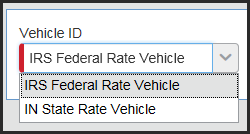 Vehicle ID
IRS Federal Rate Vehicle
IRS Federal Rate Vehicle
IN State Rate Vehicle